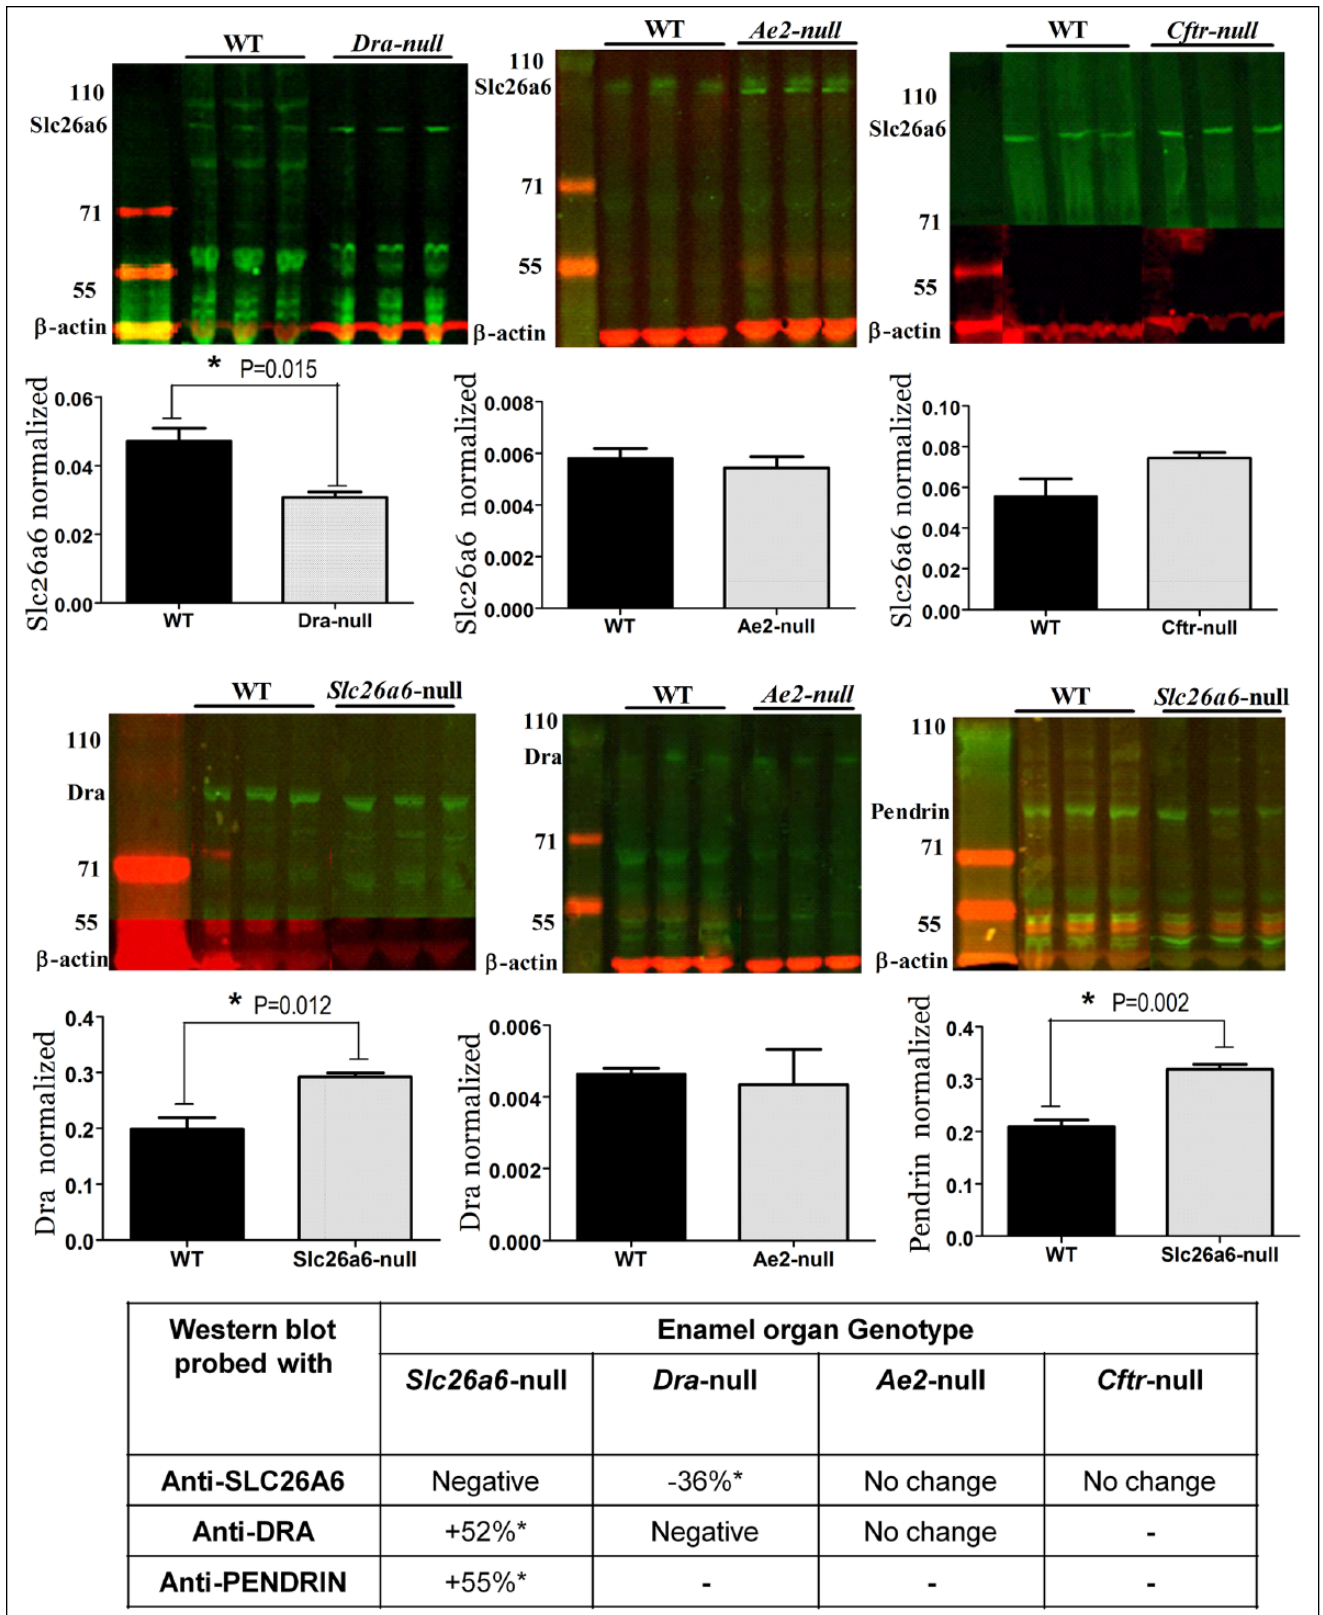 WT Dra-null
110
Slc26a6
71
55
β-actin
WT Ae2-null
110
Slc26a6
71
55
β-actin
WT Cftr-null
110
Slc26a6
71
55
β-actin
* P=0.015
Slc26a6 normalized
0.06
0.04
0.02
0.00
WT Dra-null
Slc26a6 normalized
0.008
0.006
0.004
0.002
0.000
WT Ae2-null
Slc26a6 normalized
0.10
0.08
0.06
0.04
0.02
0.00
WT Cftr-null
WT Slc26a6-null
110
Dra
71
55
β-actin
WT Ae2-null
110
Dra
71
55
β-actin
WT Slc26a6-null
110
Pendrin
71
55
β-actin
* P=0.012
Dra normalized
0.4
0.3
0.2
0.1
0.0
WT Slc26a6-null
Dra normalized
0.006
0.004
0.002
0.000
WT Ae2-null
* P=0.002
Pendrin normalized
0.4
0.3
0.2
0.1
0.0
WT Slc26a6-null
Western blot
probed with
Enamel organ Genotype
Slc26a6-null Dra-null Ae2-null Cftr-null
Anti-SLC26A6 Negative -36%* No change No change
Anti-DRA +52%* Negative No change -
Anti-PENDRIN +55%* - - -